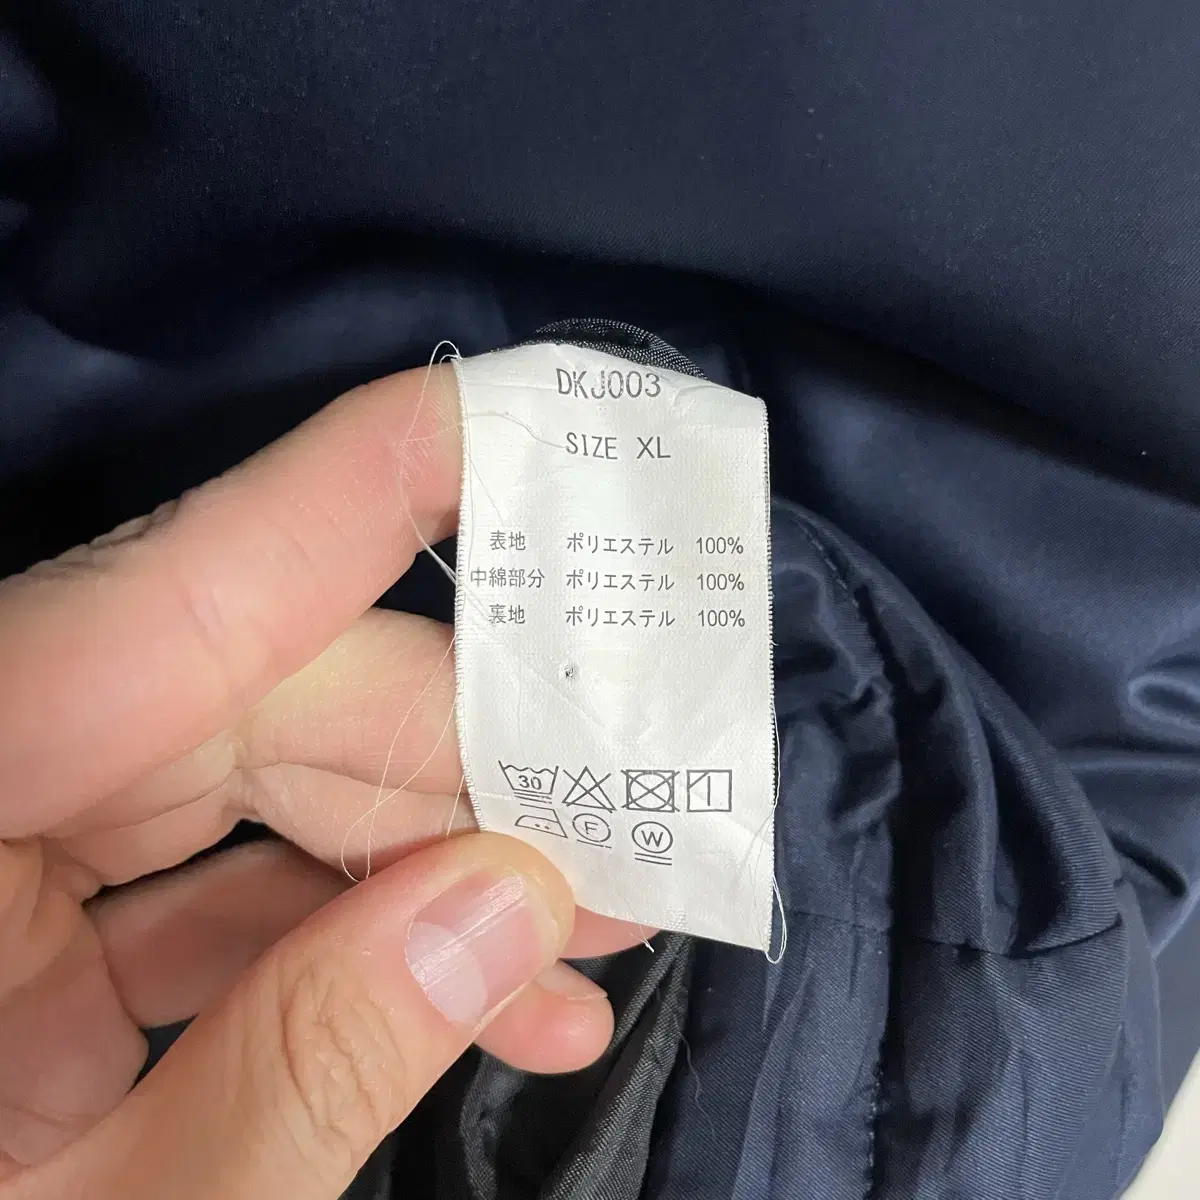 DKJ003
SIZE XL
表地 ポリエステル 100%
中綿部分 ポリエステル 100%
裏地 ポリエステル 100%
30
F W